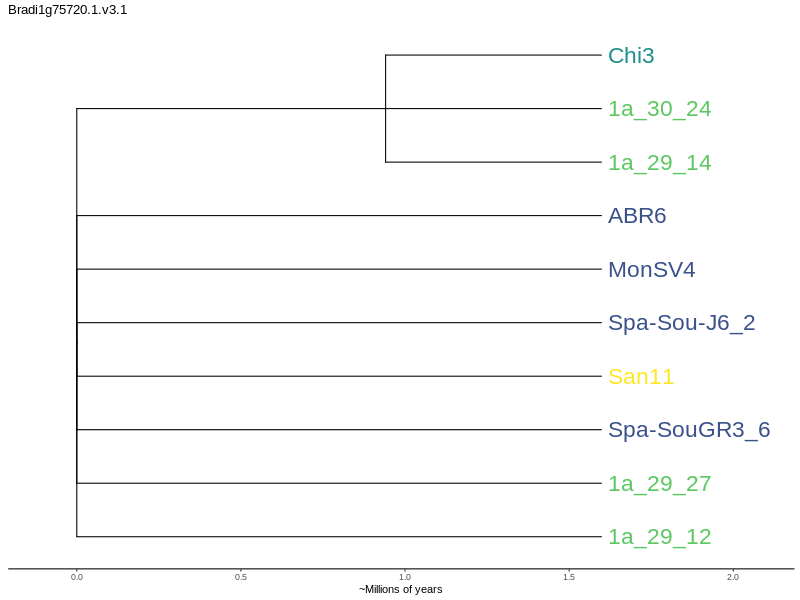 Bradi1g75720.1.v3.1
Chi3
1a_30_24
1a_29_14
ABR6
MonSV4
Spa-Sou-J6_2
San11
Spa-SouGR3_6
1a_29_27
1a_29_12
0.0 0.5 1.0 1.5 2.0
~Millions of years